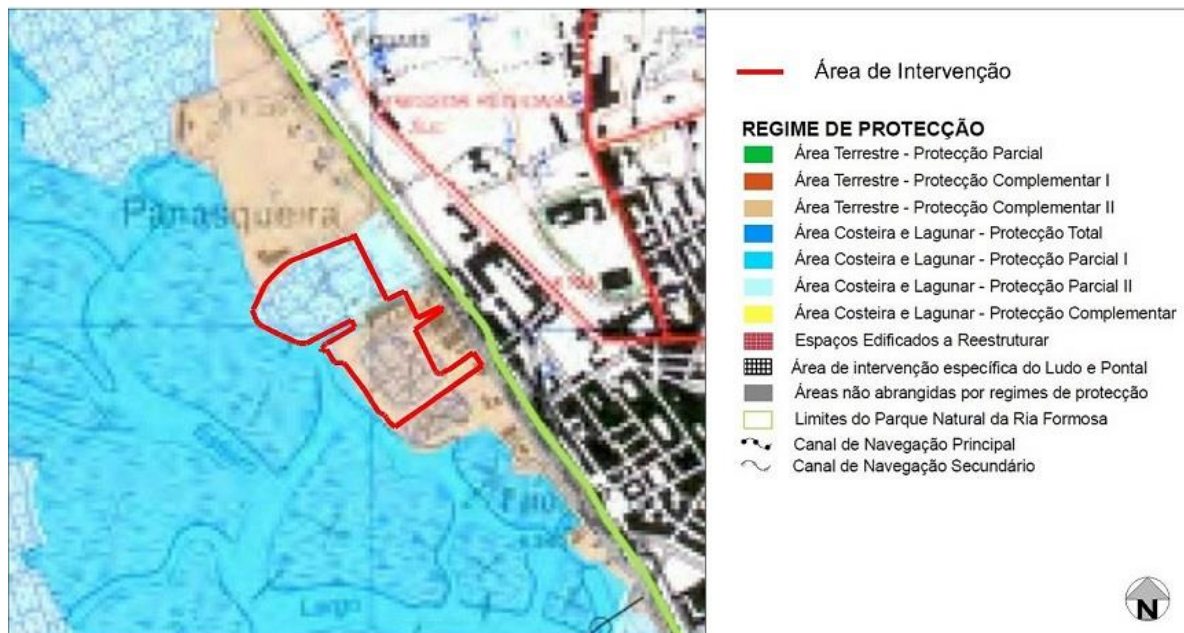 Panasqueira
Largo
Área de Intervenção
REGIME DE PROTECÇÃO
Área Terrestre - Protecção Parcial
Área Terrestre - Protecção Complementar I
Área Terrestre - Protecção Complementar II
Área Costeira e Lagunar - Protecção Total
Área Costeira e Lagunar - Protecção Parcial I
Área Costeira e Lagunar - Protecção Parcial II
Área Costeira e Lagunar - Protecção Complementar
Espaços Edificados a Reestruturar
Área de intervenção específica do Ludo e Pontal
Áreas não abrangidas por regimes de protecção
Limites do Parque Natural da Ria Formosa
Canal de Navegação Principal
Canal de Navegação Secundário
N